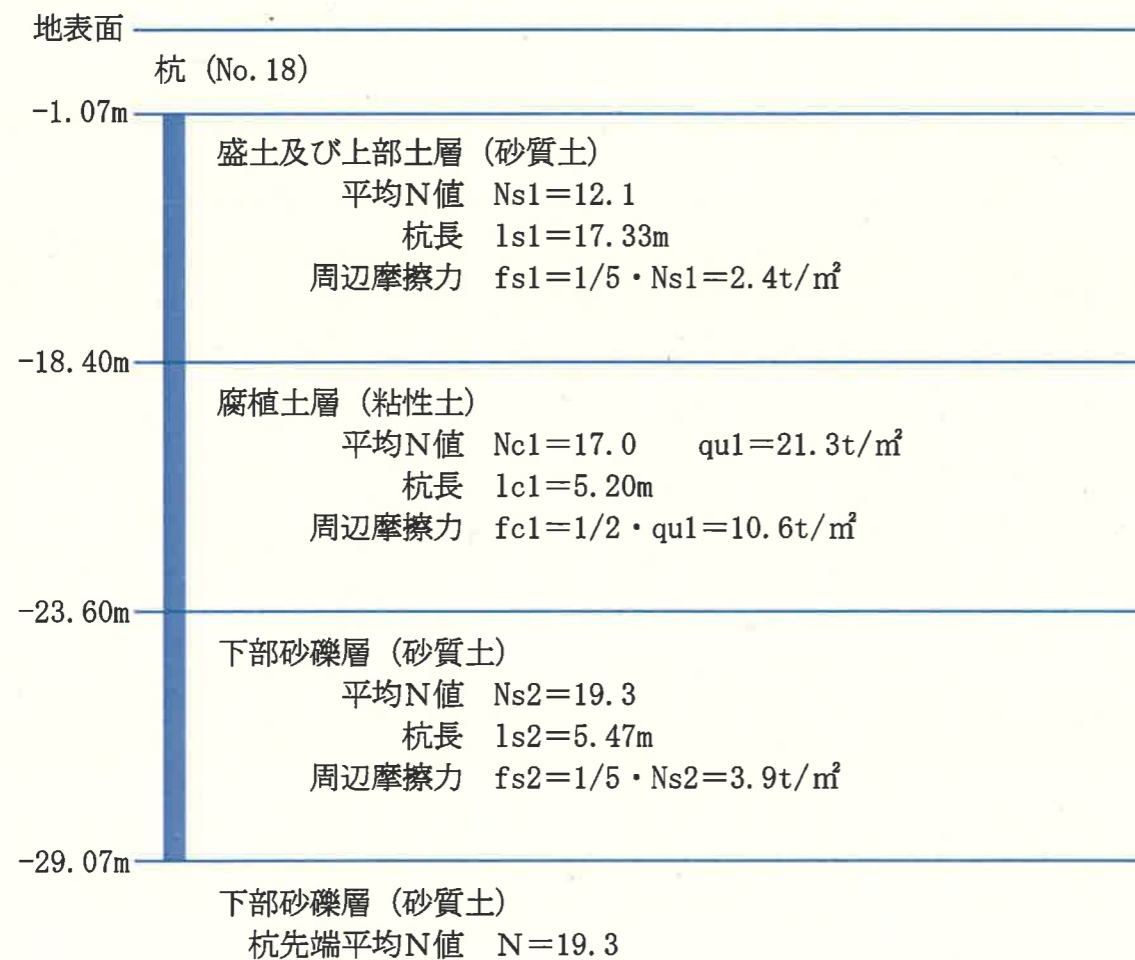 地表面
杭 (No. 18)
-1.07m
盛土及び上部土層 (砂質土)
平均N値 Ns1=12.1
杭長 ls1=17.33m
周辺摩擦力 fs1=1/5・Ns1=2.4t/㎡
-18.40m
腐植土層 (粘性土)
平均N値 Nc1=17.0 qu1=21.3t/㎡
杭長 lc1=5.20m
周辺摩擦力 fc1=1/2・qu1=10.6t/㎡
-23.60m
下部砂礫層 (砂質土)
平均N値 Ns2=19.3
杭長 ls2=5.47m
周辺摩擦力 fs2=1/5・Ns2=3.9t/㎡
-29.07m
下部砂礫層 (砂質土)
杭先端平均N値 N=19.3